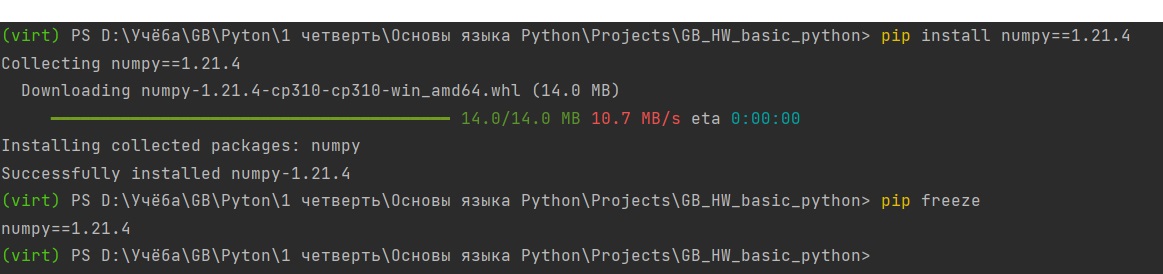 (virt) PS D:\Учёба\GB\Pyton\1 четверть\Основы языка Python\Projects\GB_HW_basic_python> pip install numpy==1.21.4
Collecting numpy==1.21.4
  Downloading numpy-1.21.4-cp310-cp310-win_amd64.whl (14.0 MB)
14.0/14.0 MB 10.7 MB/s eta 0:00:00
Installing collected packages: numpy
Successfully installed numpy-1.21.4
(virt) PS D:\Учёба\GB\Pyton\1 четверть\Основы языка Python\Projects\GB_HW_basic_python> pip freeze
numpy==1.21.4
(virt) PS D:\Учёба\GB\Pyton\1 четверть\Основы языка Python\Projects\GB_HW_basic_python>